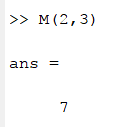 >> M(2,3)
ans =
7